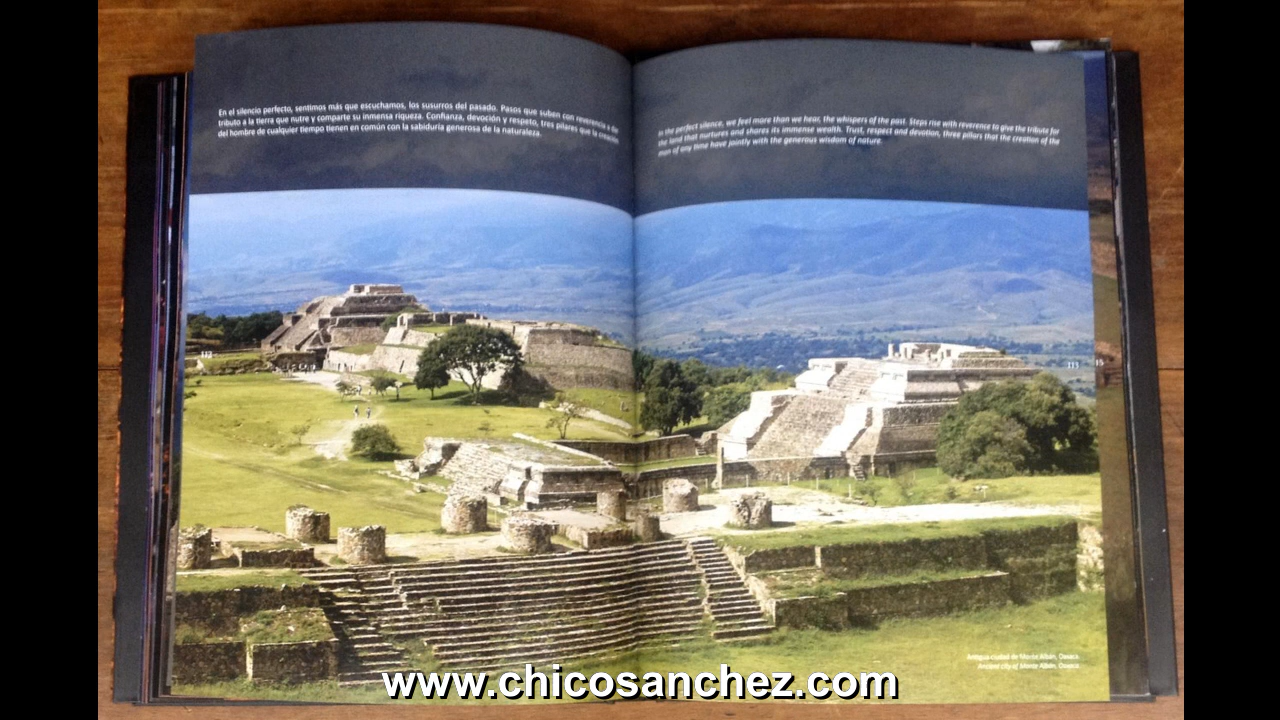 En el silencio perfecto, sentimos más que escuchamos, los susurros del pasado. Pasos que suben con reverencia a dar
tributo a la tierra que nutre y comparte su inmensa riqueza. Confianza, devoción y respeto, tres pilares que la creación
del hombre de cualquier tiempo tienen en común con la sabiduría generosa de la naturaleza.
In the perfect silence, we feel more than we hear, the whispers of the past. Steps rise with reverence to give the tribute for
the land that nurtures and shares its immense wealth. Trust, respect and devotion, three pillars that the creation of the
man of any time have jointly with the generous wisdom of nature.
112
113
15
Antigua ciudad de Monte Albán, Oaxaca.
Ancient city of Monte Albán, Oaxaca.
www.chicosanchez.com